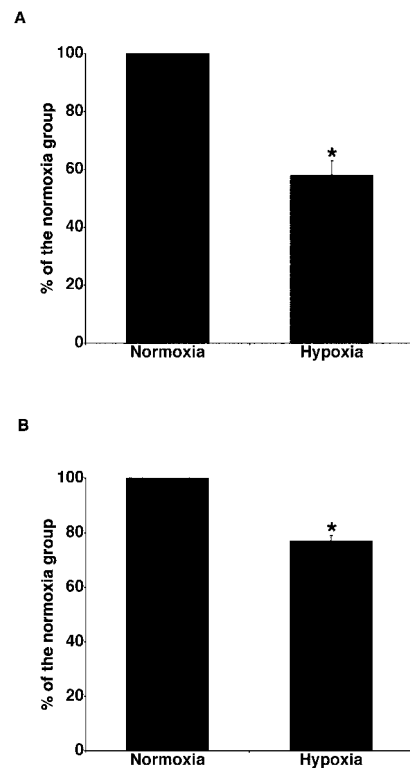 A
% of the normoxia group
100
80
60
40
20
0
*
Normoxia
Hypoxia
B
% of the normoxia group
100
80
60
40
20
0
*
Normoxia
Hypoxia